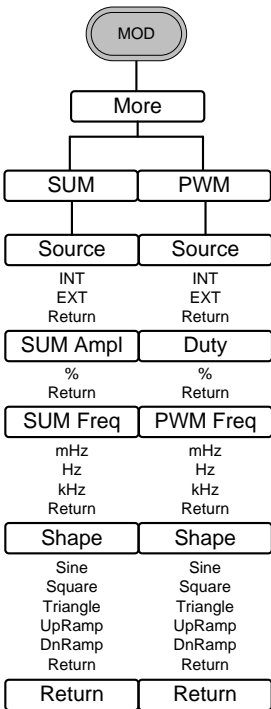 MOD
More
SUM PWM
Source Source
INT INT
EXT EXT
Return Return
SUM Ampl Duty
% %
Return Return
SUM Freq PWM Freq
mHz mHz
Hz Hz
kHz kHz
Return Return
Shape Shape
Sine Sine
Square Square
Triangle Triangle
UpRamp UpRamp
DnRamp DnRamp
Return Return
Return Return